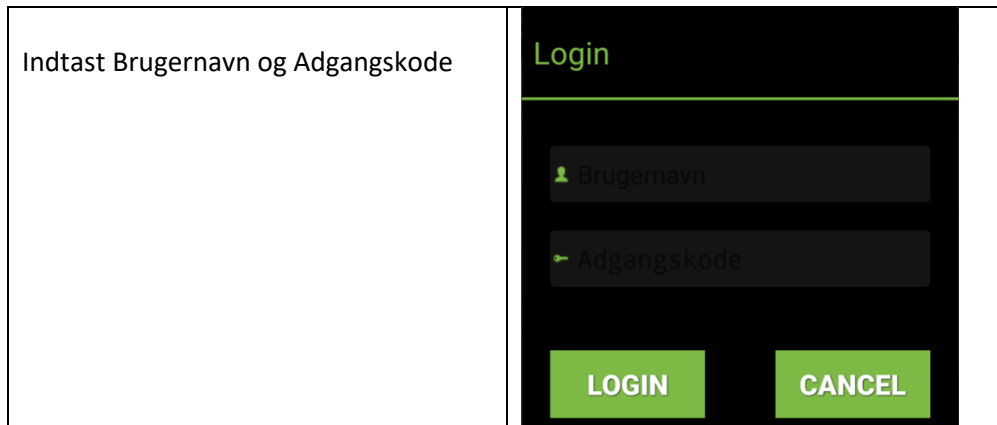 Indtast Brugernavn og Adgangskode
Login
Brugernavn
Adgangskode
LOGIN
CANCEL